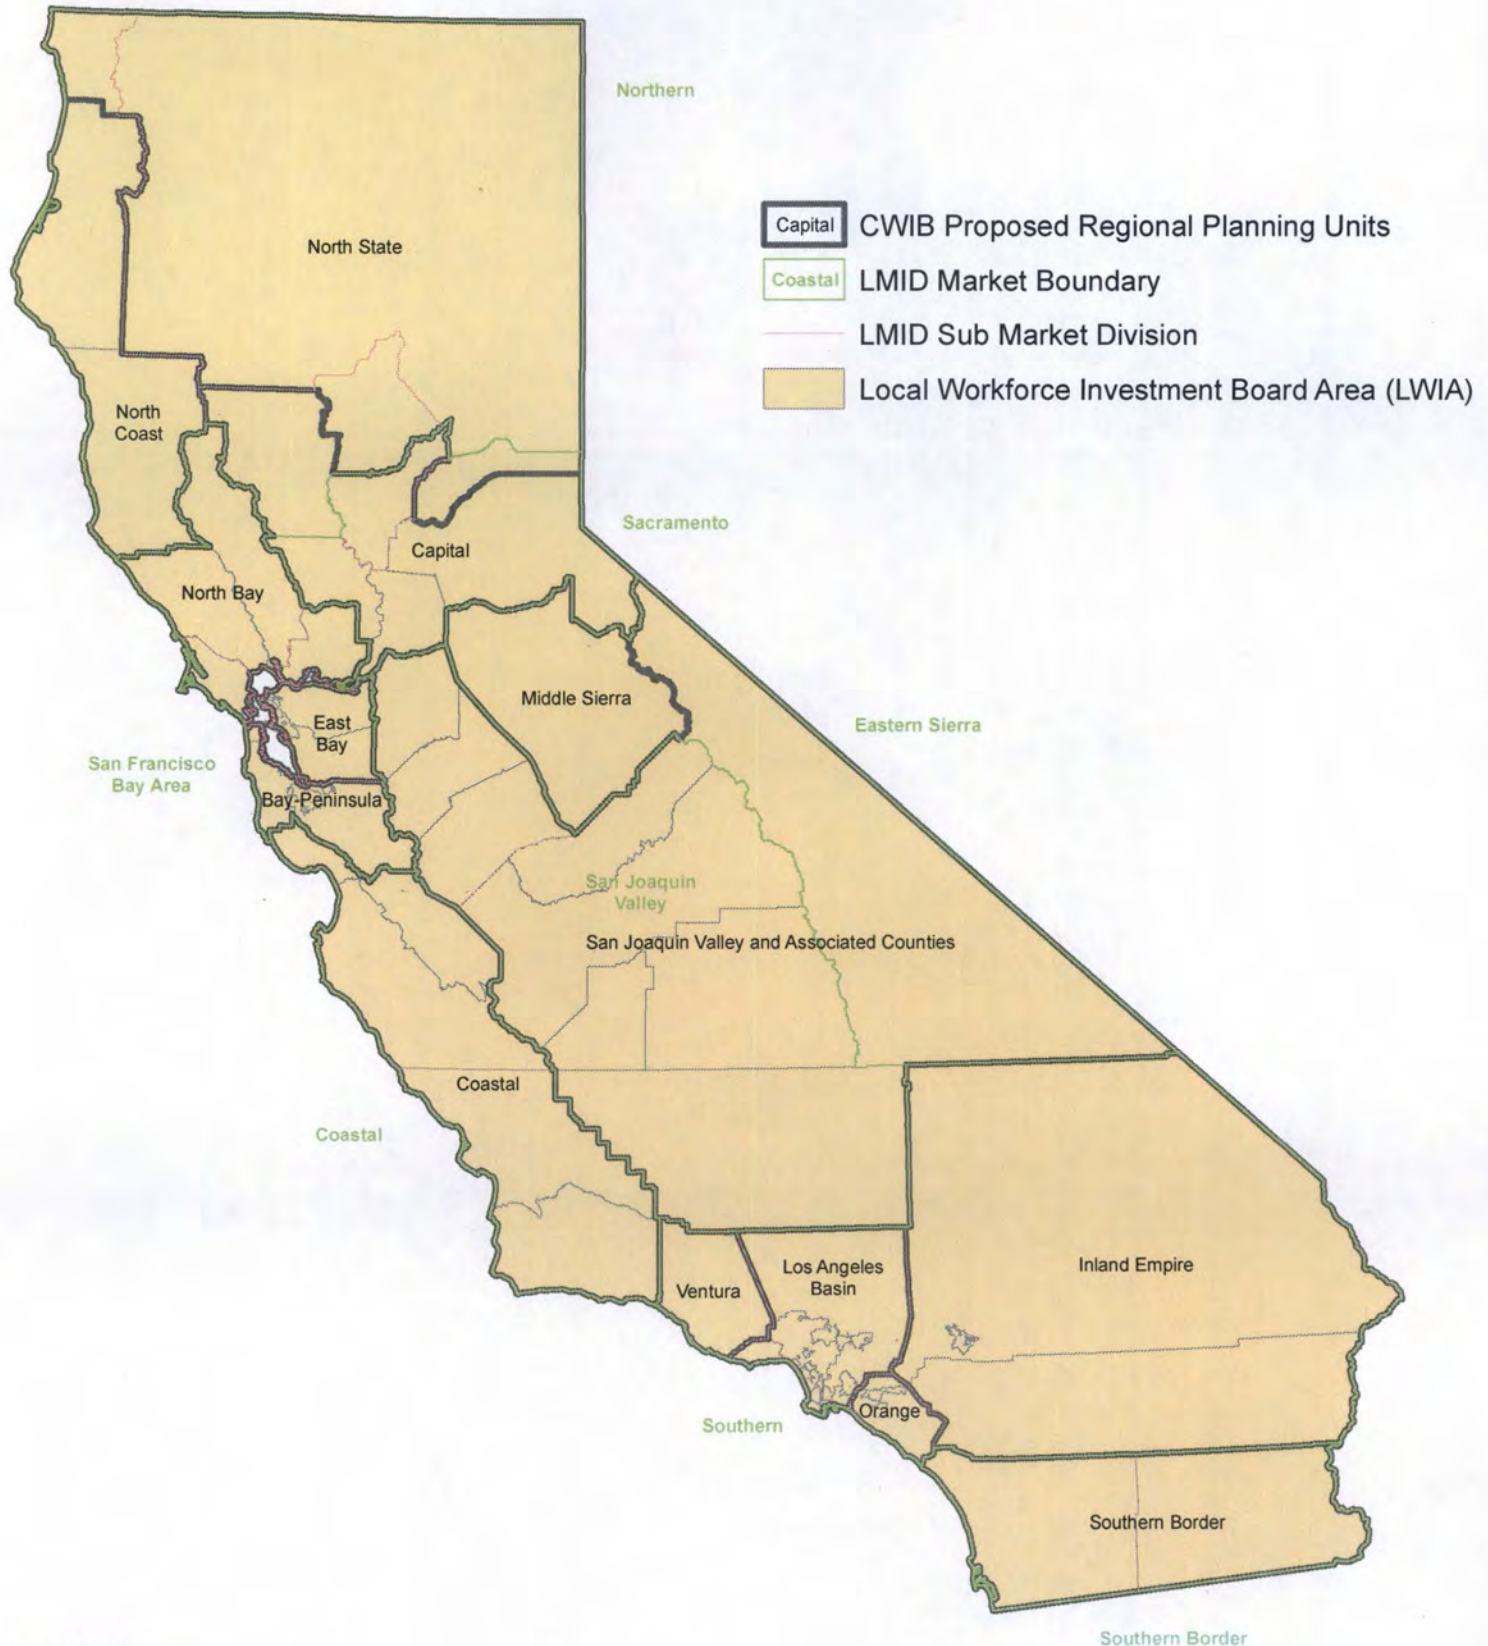 Northern
Capital CWIB Proposed Regional Planning Units
Coastal LMID Market Boundary
LMID Sub Market Division
Local Workforce Investment Board Area (LWIA)
North State
North
Coast
Sacramento
Capital
North Bay
Middle Sierra
East
Bay
Eastern Sierra
San Francisco
Bay Area
Bay-Peninsula
San Joaquin
Valley
San Joaquin Valley and Associated Counties
Coastal
Coastal
Inland Empire
Los Angeles
Basin
Ventura
Orange
Southern
Southern Border
Southern Border